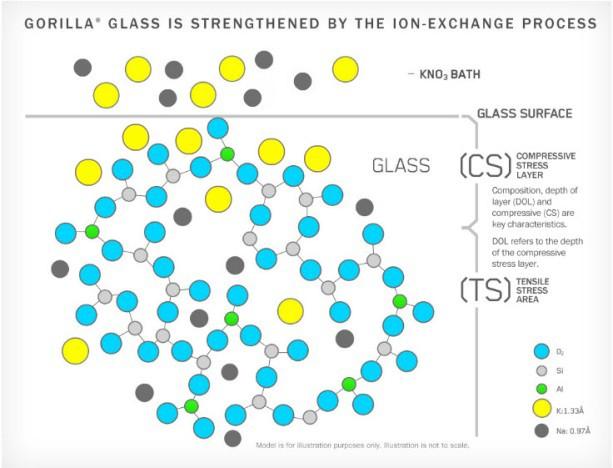 GORILLA® GLASS IS STRENGTHENED BY THE ION-EXCHANGE PROCESS
– KNO₃ BATH
GLASS SURFACE
GLASS
(CS) COMPRESSIVE
STRESS
LAYER
Composition, depth of
layer (DOL) and
compressive (CS) are
key characteristics.
DOL refers to the depth
of the compressive
stress layer.
(TS) TENSILE
STRESS
AREA
O₂
Si
Al
K:1.33Å
Na: 0.97Å
Model is for illustration purposes only. Illustration is not to scale.